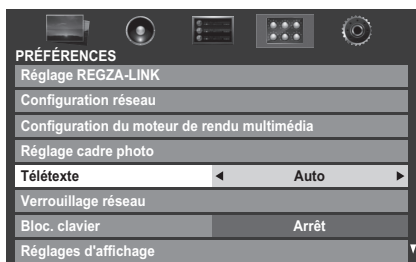 PRÉFÉRENCES
Réglage REGZA-LINK
Configuration réseau
Configuration du moteur de rendu multimédia
Réglage cadre photo
Télétexte ◀ Auto ▶
Verrouillage réseau
Bloc. clavier Arrêt
Réglages d'affichage